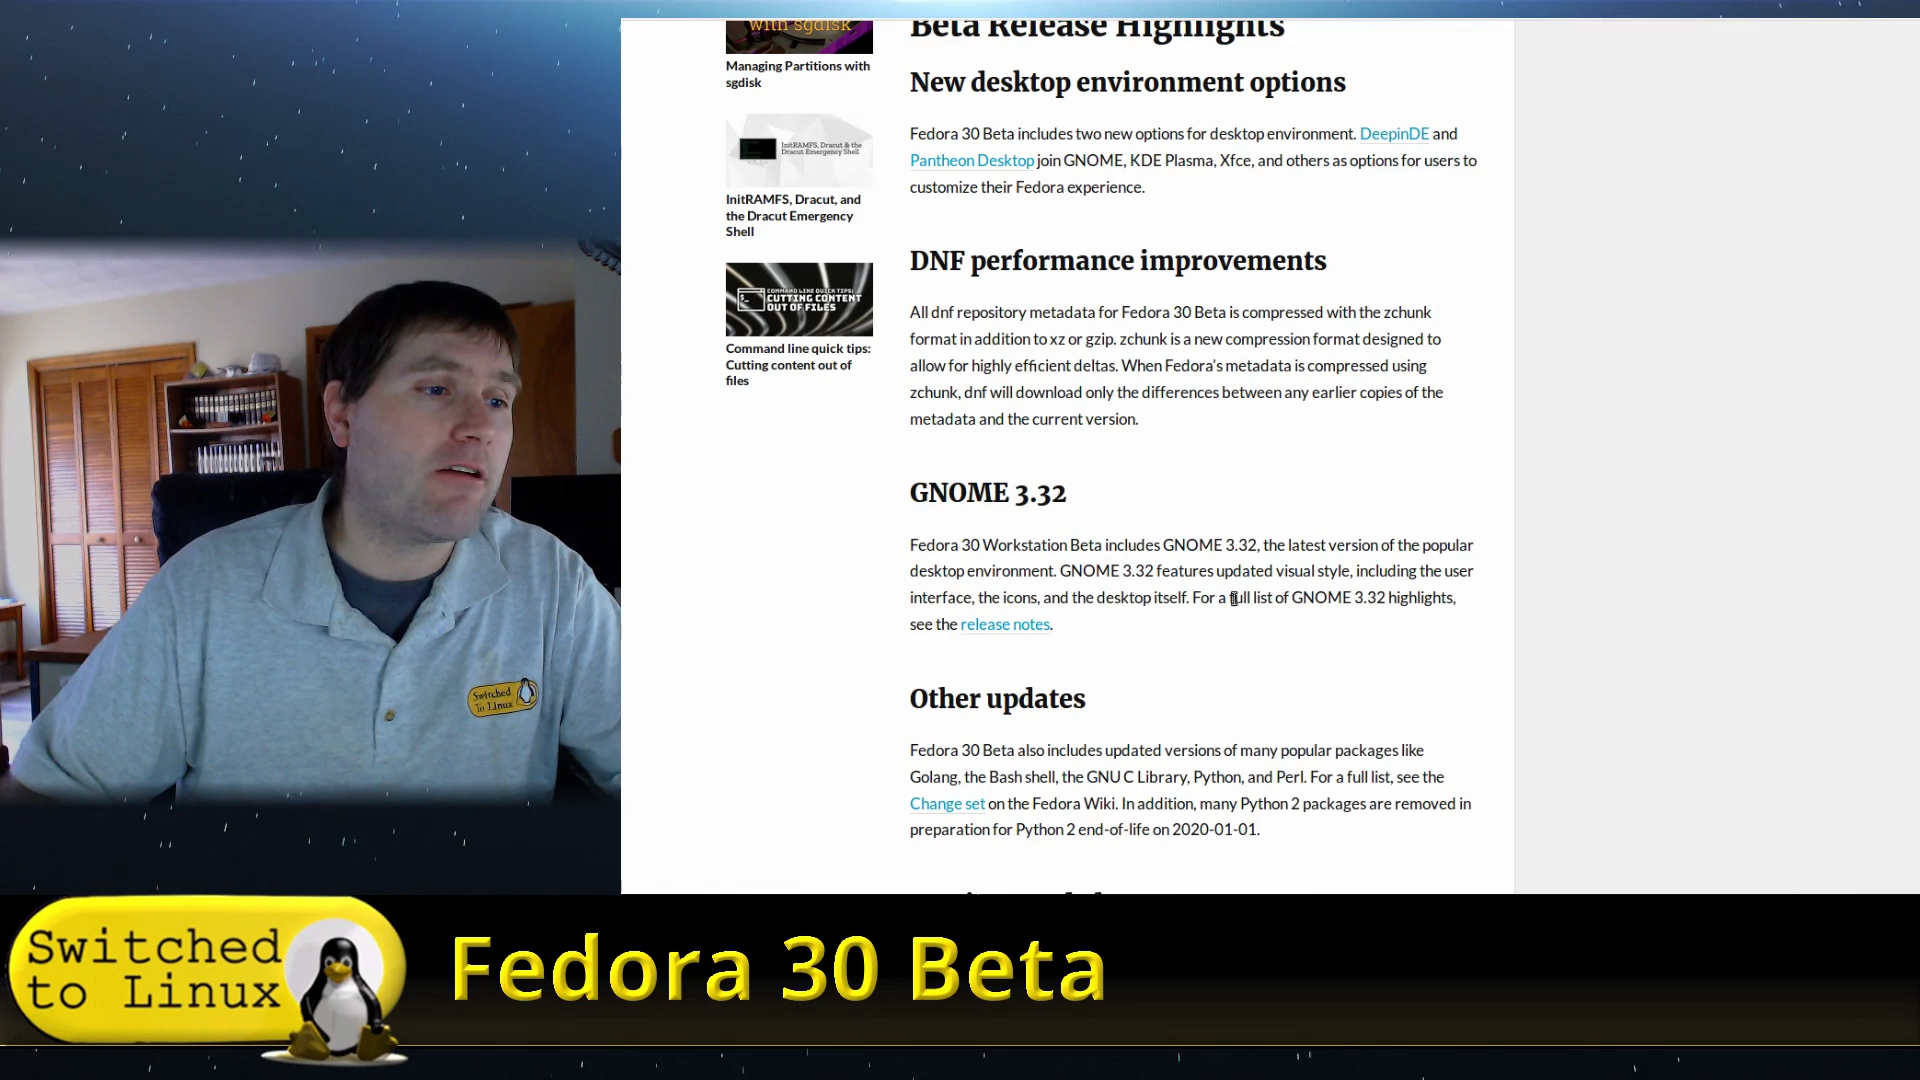 with sgdisk
Managing Partitions with
sgdisk
InitRAMFS, Dracut & the
Dracut Emergency Shell
InitRAMFS, Dracut, and
the Dracut Emergency
Shell
COMMAND LINE QUICK TIPS:
CUTTING CONTENT
OUT OF FILES
Command line quick tips:
Cutting content out of
files
Beta Release Highlights
New desktop environment options
Fedora 30 Beta includes two new options for desktop environment. DeepinDE and
Pantheon Desktop join GNOME, KDE Plasma, Xfce, and others as options for users to
customize their Fedora experience.
DNF performance improvements
All dnf repository metadata for Fedora 30 Beta is compressed with the zchunk
format in addition to xz or gzip. zchunk is a new compression format designed to
allow for highly efficient deltas. When Fedora’s metadata is compressed using
zchunk, dnf will download only the differences between any earlier copies of the
metadata and the current version.
GNOME 3.32
Fedora 30 Workstation Beta includes GNOME 3.32, the latest version of the popular
desktop environment. GNOME 3.32 features updated visual style, including the user
interface, the icons, and the desktop itself. For a full list of GNOME 3.32 highlights,
see the release notes.
Other updates
Fedora 30 Beta also includes updated versions of many popular packages like
Golang, the Bash shell, the GNU C Library, Python, and Perl. For a full list, see the
Change set on the Fedora Wiki. In addition, many Python 2 packages are removed in
preparation for Python 2 end-of-life on 2020-01-01.
Switched
To Linux
Switched
to Linux
Fedora 30 Beta